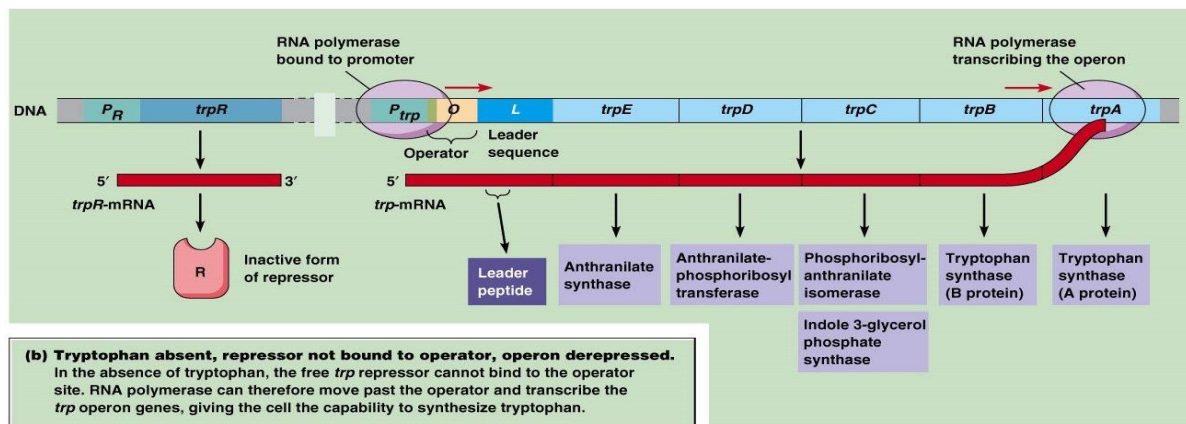 RNA polymerase
bound to promoter
RNA polymerase
transcribing the operon
DNA
PR
trpR
Ptrp
O
L
trpE
trpD
trpC
trpB
trpA
Operator
Leader
sequence
5′
3′
trpR-mRNA
5′
trp-mRNA
R
Inactive form
of repressor
Leader
peptide
Anthranilate
synthase
Anthranilate-
phosphoribosyl
transferase
Phosphoribosyl-
anthranilate
isomerase
Indole 3-glycerol
phosphate
synthase
Tryptophan
synthase
(B protein)
Tryptophan
synthase
(A protein)
(b) Tryptophan absent, repressor not bound to operator, operon derepressed.
In the absence of tryptophan, the free trp repressor cannot bind to the operator
site. RNA polymerase can therefore move past the operator and transcribe the
trp operon genes, giving the cell the capability to synthesize tryptophan.